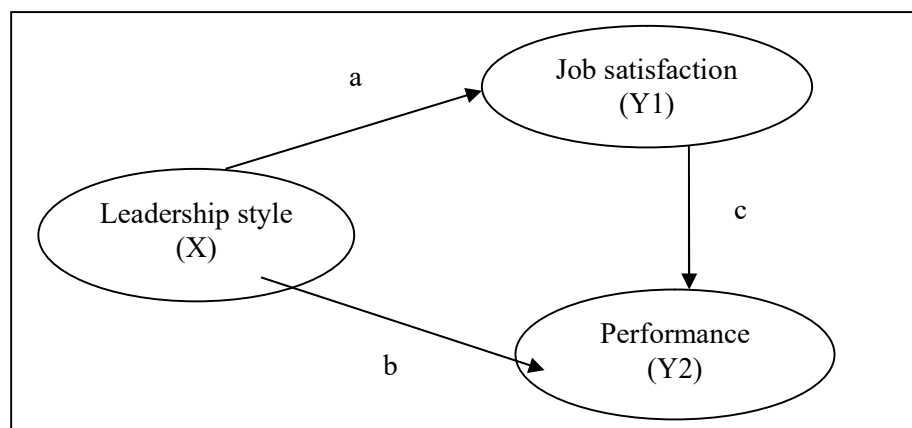 a
Job satisfaction
(Y1)
Leadership style
(X)
c
b
Performance
(Y2)